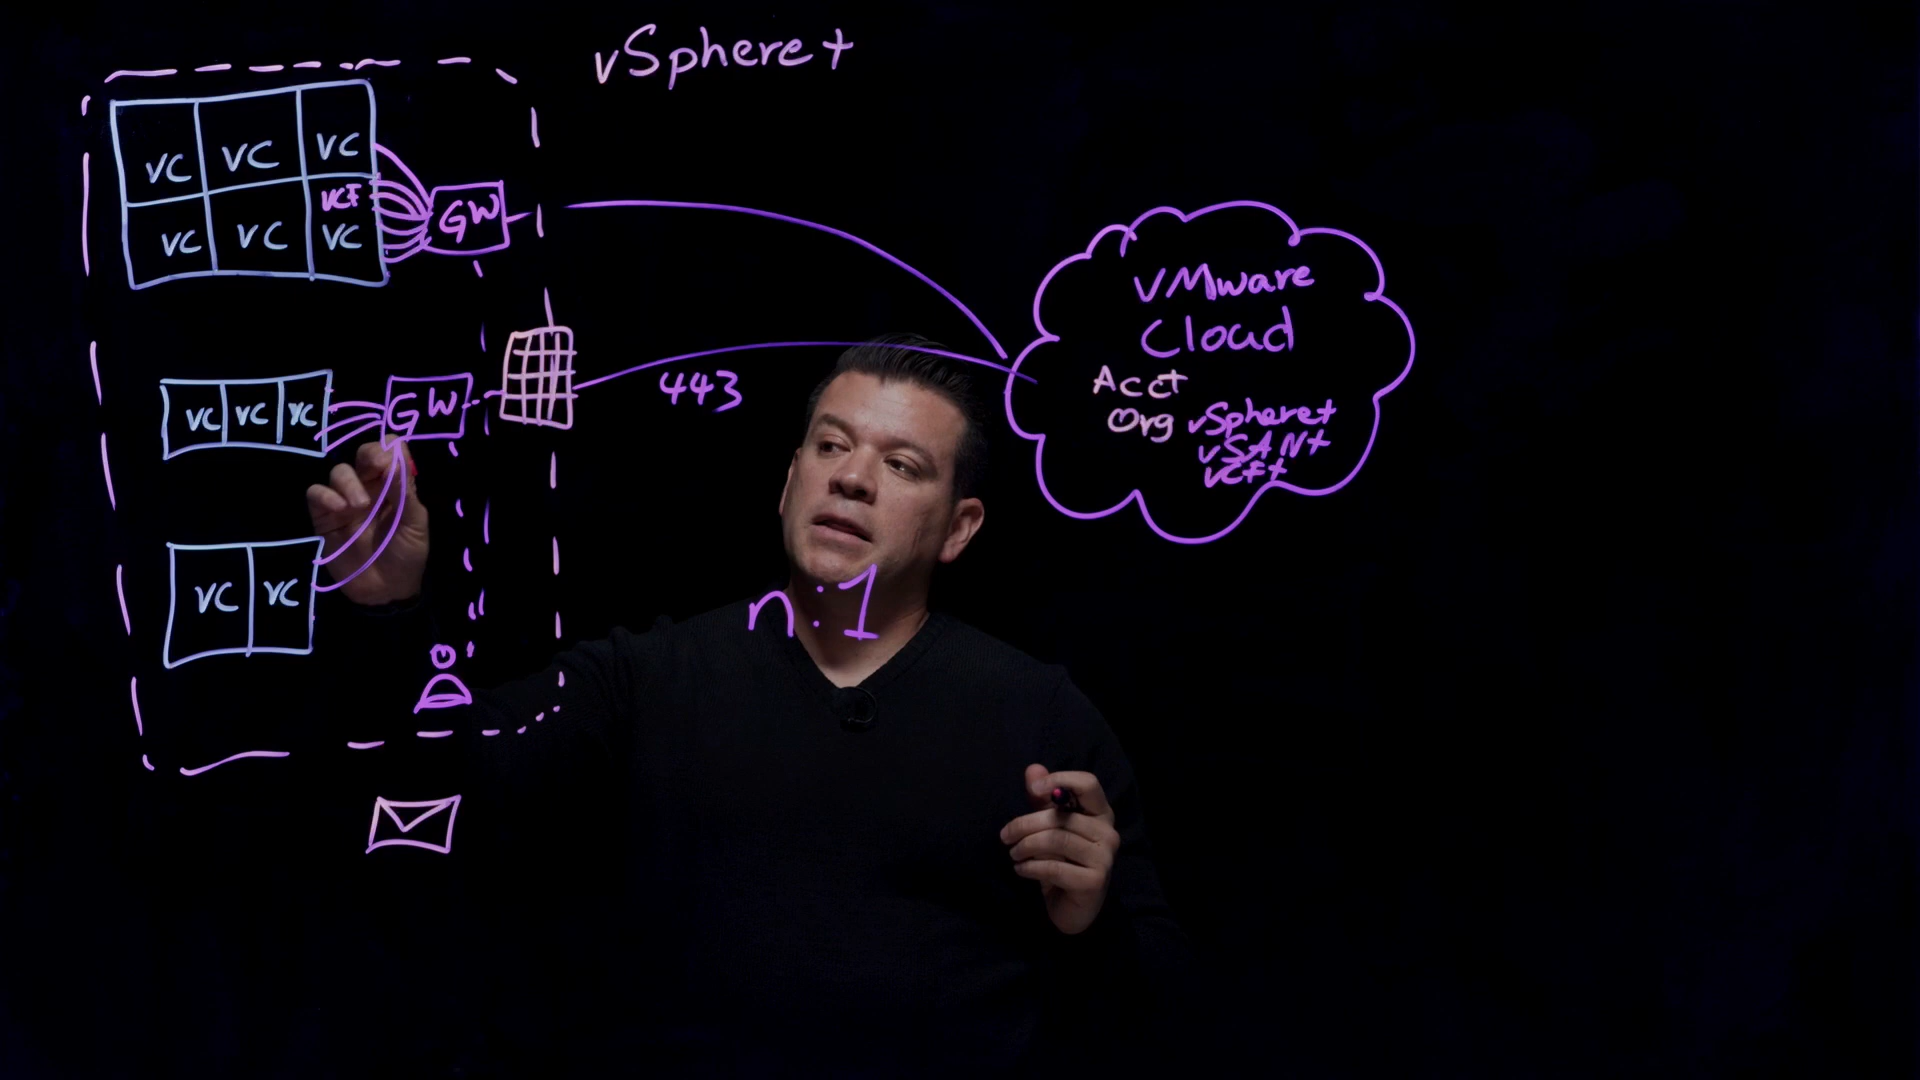 vSphere+
VC VC VC
VCF
VC VC VC
GW
VMware
Cloud
Acct
Org vSphere+
vSAN+
VCF+
443
VC VC VC
GW
VC VC
n:1